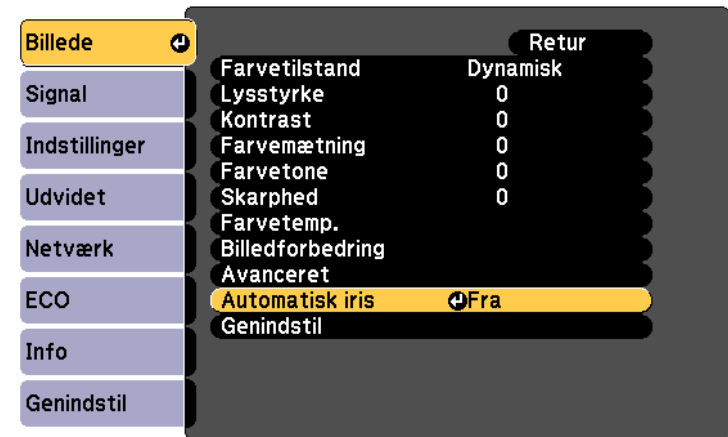 Billede
Signal
Indstillinger
Udvidet
Netværk
ECO
Info
Genindstil
Retur
Farvetilstand Dynamisk
Lysstyrke 0
Kontrast 0
Farvemætning 0
Farvetone 0
Skarphed 0
Farvetemp.
Billedforbedring
Avanceret
Automatisk iris Fra
Genindstil